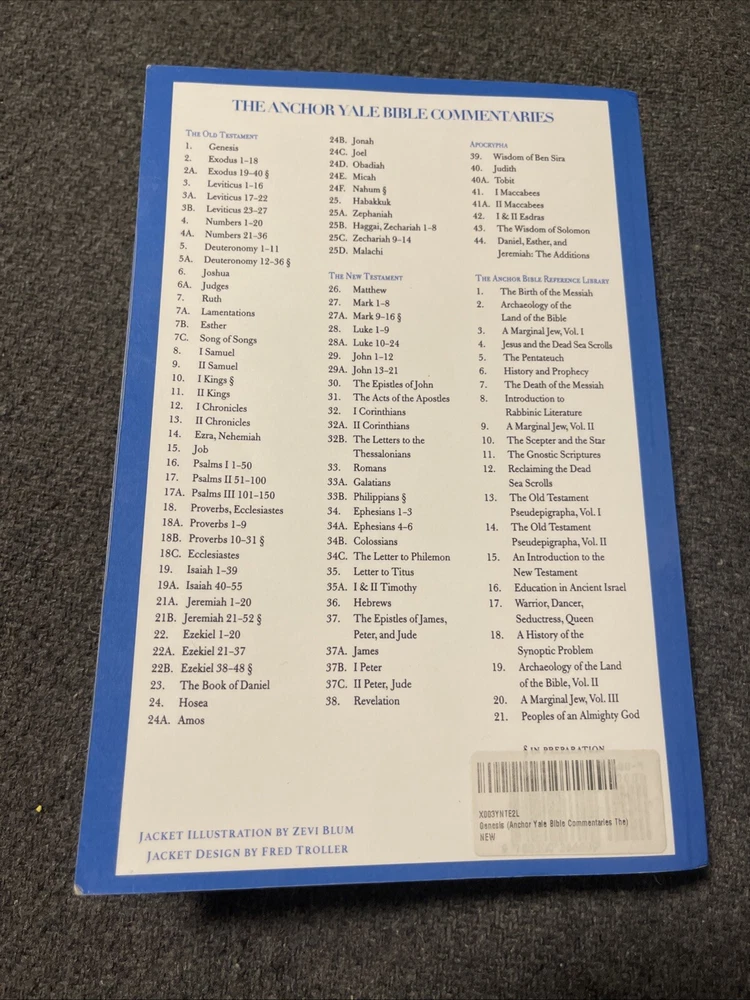 THE ANCHOR YALE BIBLE COMMENTARIES
THE OLD TESTAMENT
1. Genesis
2. Exodus 1–18
2A. Exodus 19–40 §
3. Leviticus 1–16
3A. Leviticus 17–22
3B. Leviticus 23–27
4. Numbers 1–20
4A. Numbers 21–36
5. Deuteronomy 1–11
5A. Deuteronomy 12–36 §
6. Joshua
6A. Judges
7. Ruth
7A. Lamentations
7B. Esther
7C. Song of Songs
8. I Samuel
9. II Samuel
10. I Kings §
11. II Kings
12. I Chronicles
13. II Chronicles
14. Ezra, Nehemiah
15. Job
16. Psalms I 1–50
17. Psalms II 51–100
17A. Psalms III 101–150
18. Proverbs, Ecclesiastes
18A. Proverbs 1–9
18B. Proverbs 10–31 §
18C. Ecclesiastes
19. Isaiah 1–39
19A. Isaiah 40–55
21A. Jeremiah 1–20
21B. Jeremiah 21–52 §
22. Ezekiel 1–20
22A. Ezekiel 21–37
22B. Ezekiel 38–48 §
23. The Book of Daniel
24. Hosea
24A. Amos
24B. Jonah
24C. Joel
24D. Obadiah
24E. Micah
24F. Nahum §
25. Habakkuk
25A. Zephaniah
25B. Haggai, Zechariah 1–8
25C. Zechariah 9–14
25D. Malachi
THE NEW TESTAMENT
26. Matthew
27. Mark 1–8
27A. Mark 9–16 §
28. Luke 1–9
28A. Luke 10–24
29. John 1–12
29A. John 13–21
30. The Epistles of John
31. The Acts of the Apostles
32. I Corinthians
32A. II Corinthians
32B. The Letters to the
Thessalonians
33. Romans
33A. Galatians
33B. Philippians §
34. Ephesians 1–3
34A. Ephesians 4–6
34B. Colossians
34C. The Letter to Philemon
35. Letter to Titus
35A. I & II Timothy
36. Hebrews
37. The Epistles of James,
Peter, and Jude
37A. James
37B. I Peter
37C. II Peter, Jude
38. Revelation
APOCRYPHA
39. Wisdom of Ben Sira
40. Judith
40A. Tobit
41. I Maccabees
41A. II Maccabees
42. I & II Esdras
43. The Wisdom of Solomon
44. Daniel, Esther, and
Jeremiah: The Additions
THE ANCHOR BIBLE REFERENCE LIBRARY
1. The Birth of the Messiah
2. Archaeology of the
Land of the Bible
3. A Marginal Jew, Vol. I
4. Jesus and the Dead Sea Scrolls
5. The Pentateuch
6. History and Prophecy
7. The Death of the Messiah
8. Introduction to
Rabbinic Literature
9. A Marginal Jew, Vol. II
10. The Scepter and the Star
11. The Gnostic Scriptures
12. Reclaiming the Dead
Sea Scrolls
13. The Old Testament
Pseudepigrapha, Vol. I
14. The Old Testament
Pseudepigrapha, Vol. II
15. An Introduction to the
New Testament
16. Education in Ancient Israel
17. Warrior, Dancer,
Seductress, Queen
18. A History of the
Synoptic Problem
19. Archaeology of the Land
of the Bible, Vol. II
20. A Marginal Jew, Vol. III
21. Peoples of an Almighty God
§ IN PREPARATION
X003YNTE2L
Genesis (Anchor Yale Bible Commentaries The)
NEW
JACKET ILLUSTRATION BY ZEVI BLUM
JACKET DESIGN BY FRED TROLLER